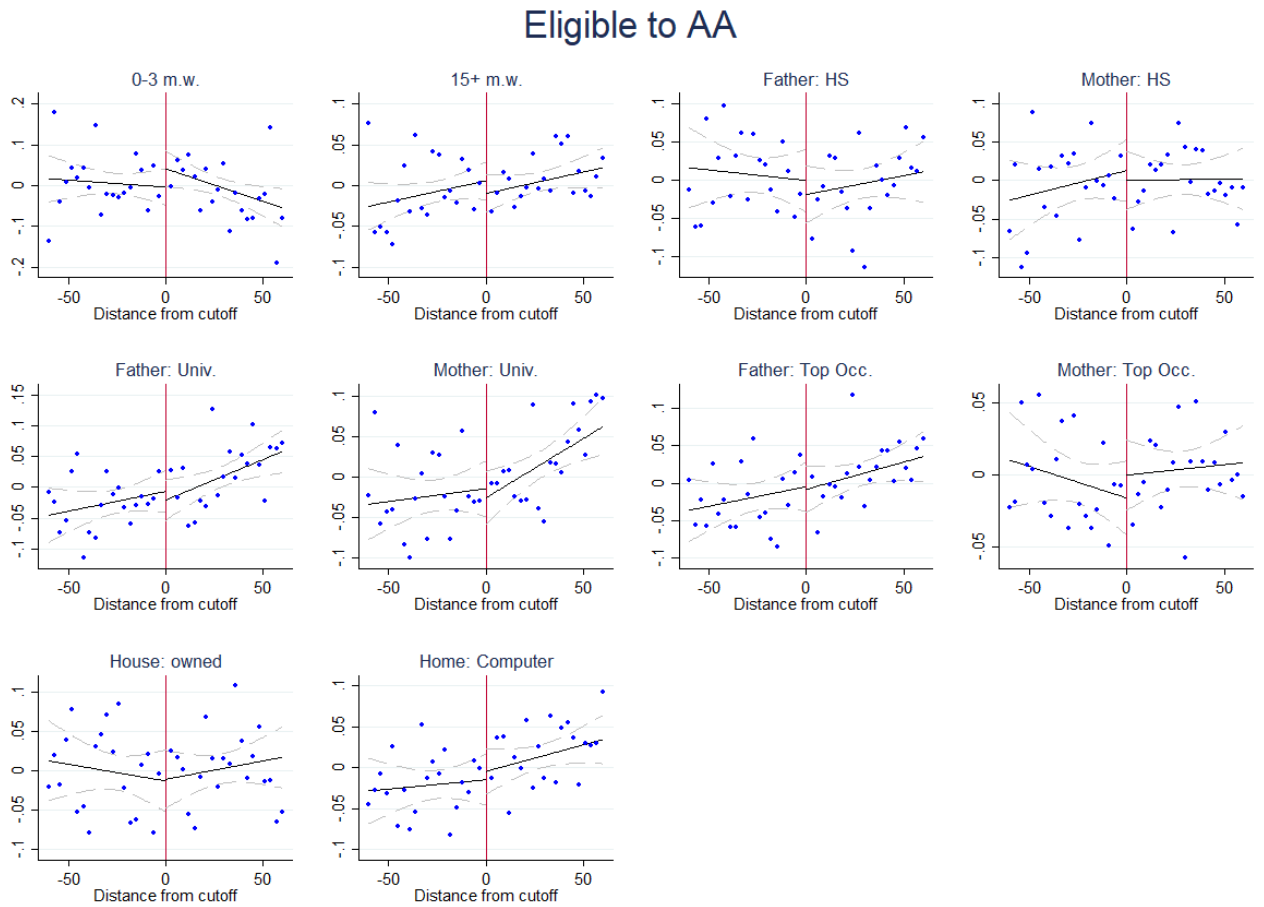 Eligible to AA
0-3 m.w.
15+ m.w.
Father: HS
Mother: HS
.2
.1
0
-.1
-.2
-50 0 50
Distance from cutoff
.1
.05
0
-.05
-.1
-50 0 50
Distance from cutoff
.1
.05
0
-.05
-.1
-50 0 50
Distance from cutoff
.1
.05
0
-.05
-.1
-50 0 50
Distance from cutoff
Father: Univ.
Mother: Univ.
Father: Top Occ.
Mother: Top Occ.
.15
.1
.05
0
-.05
-.1
-50 0 50
Distance from cutoff
.1
.05
0
-.05
-.1
-50 0 50
Distance from cutoff
.1
.05
0
-.05
-.1
-50 0 50
Distance from cutoff
.05
0
-.05
-50 0 50
Distance from cutoff
House: owned
Home: Computer
.1
.05
0
-.05
-.1
-50 0 50
Distance from cutoff
.1
.05
0
-.05
-.1
-50 0 50
Distance from cutoff